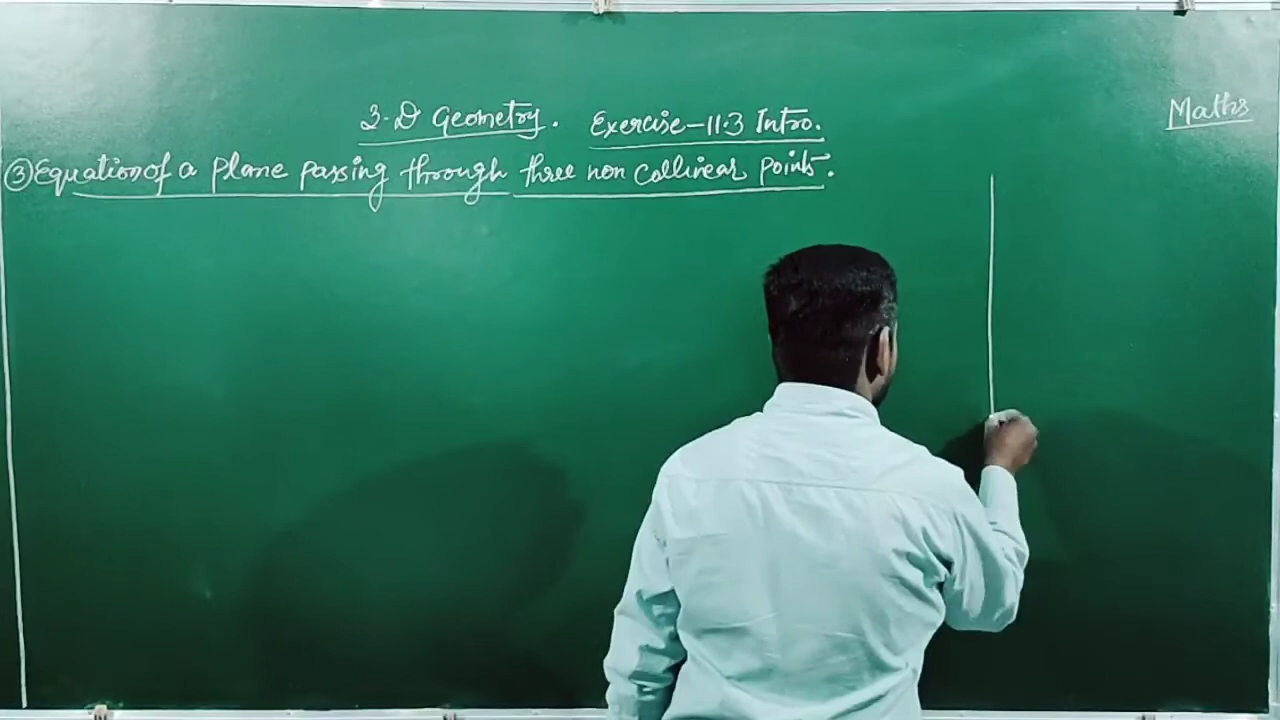 3-D Geometry. Exercise-11.3 Intro.
Maths
③ Equation of a plane passing through three non collinear points.